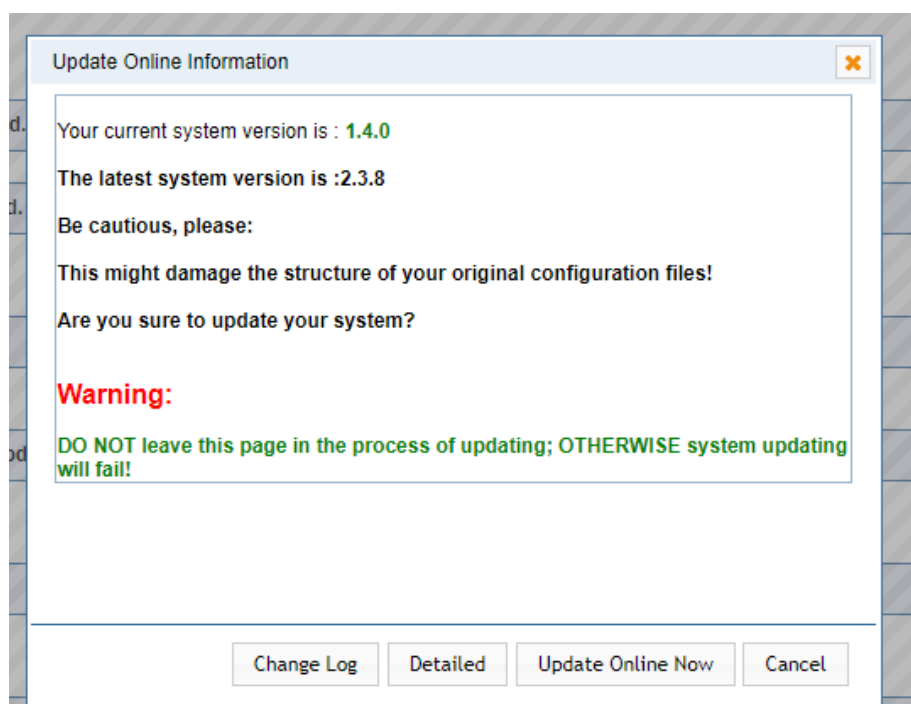 Update Online Information
d.
Your current system version is : 1.4.0
The latest system version is :2.3.8
d.
Be cautious, please:
This might damage the structure of your original configuration files!
Are you sure to update your system?
Warning:
od
DO NOT leave this page in the process of updating; OTHERWISE system updating
will fail!
Change Log
Detailed
Update Online Now
Cancel